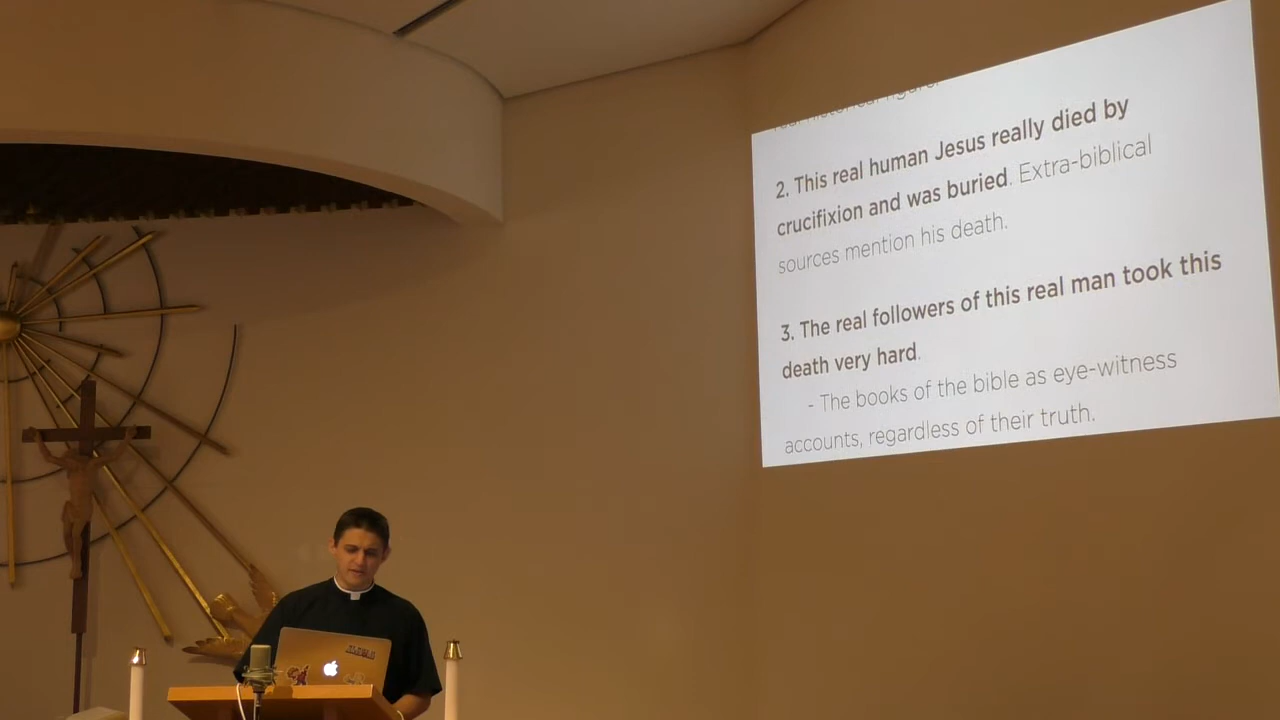 2. This real human Jesus really died by
crucifixion and was buried. Extra-biblical
sources mention his death.
3. The real followers of this real man took this
death very hard.
- The books of the bible as eye-witness
accounts, regardless of their truth.